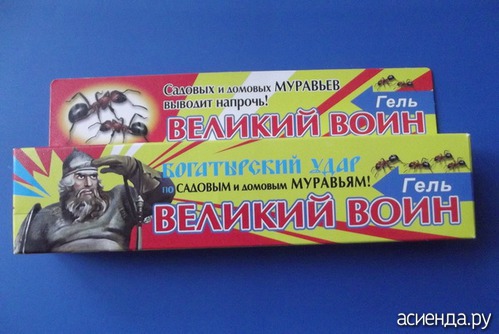 Садовых и домовых МУРАВЬЕВ
выводит напрочь!
Гель
ВЕЛИКИЙ ВОИН
БОГАТЫРСКИЙ УДАР
по САДОВЫМ и домовым МУРАВЬЯМ!
Гель
ВЕЛИКИЙ ВОИН
асиенда.ру